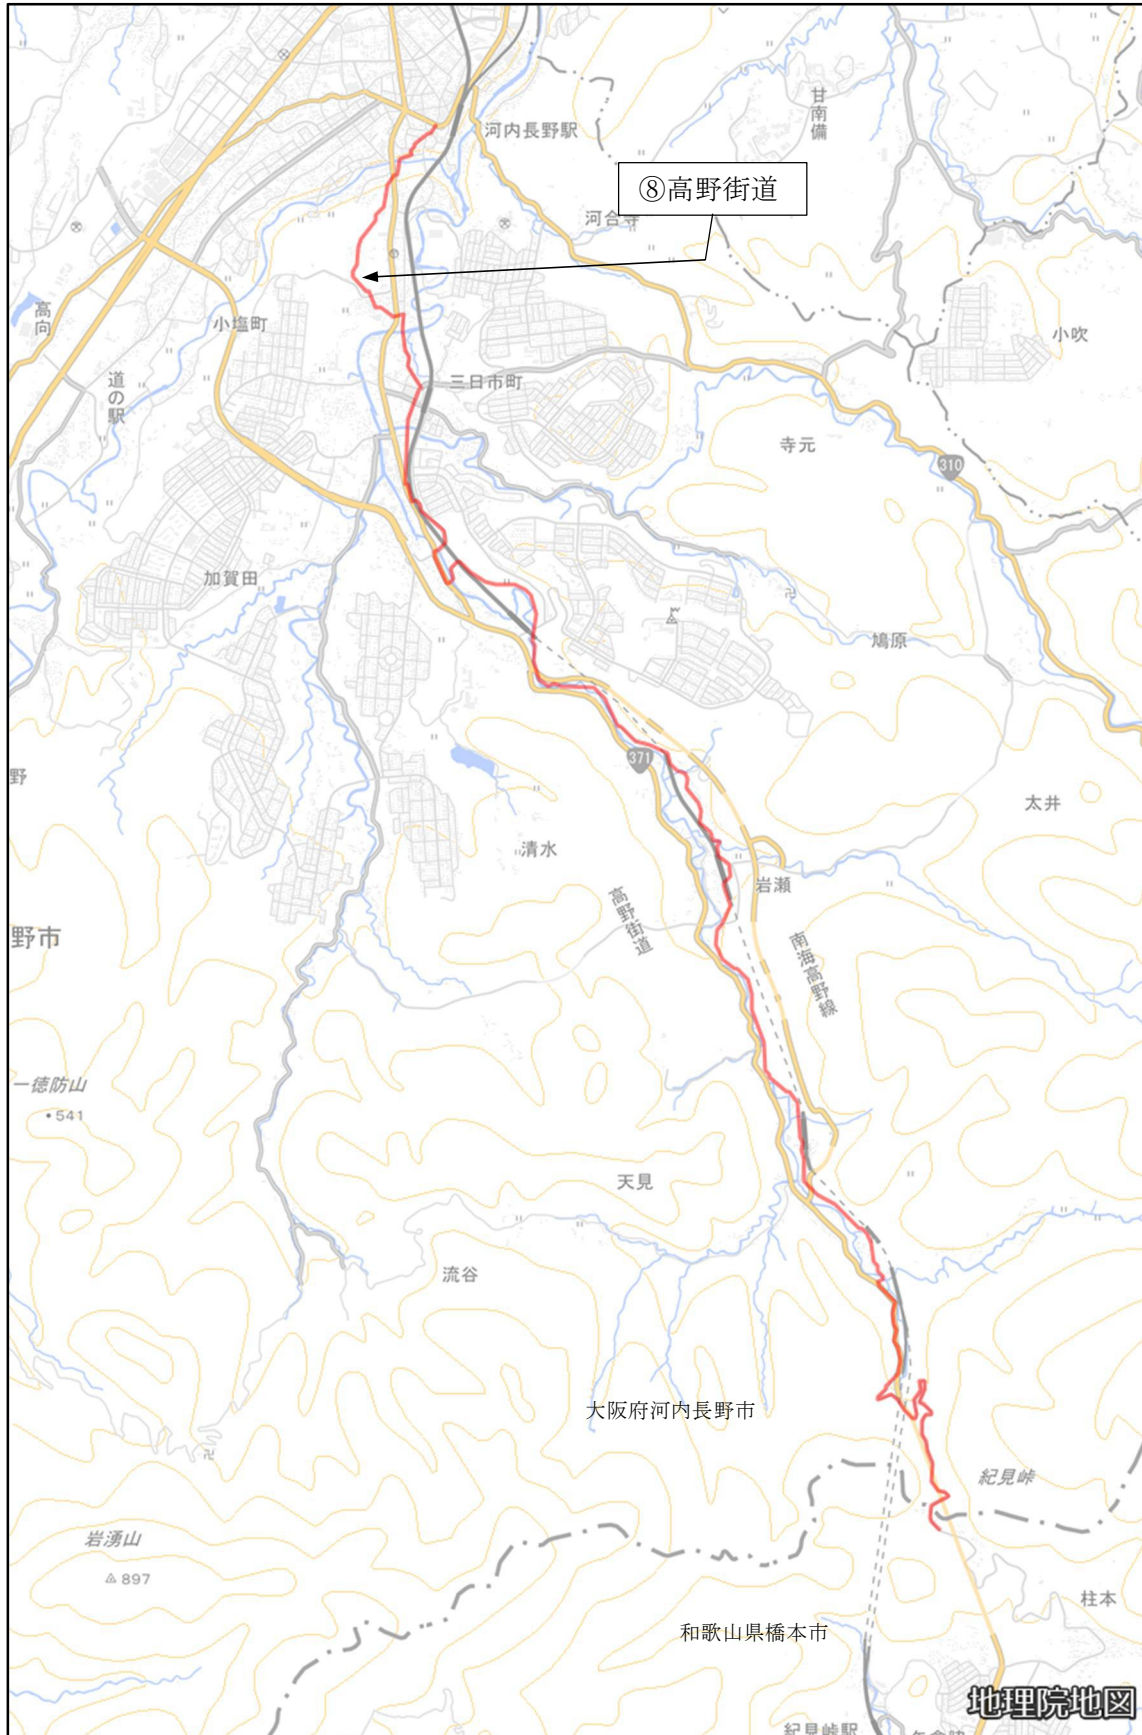 甘南備
河内長野駅
⑧高野街道
河合寺
高向
小塩町
小吹
道の駅
三日市町
寺元
310
加賀田
鳩原
371
野
太井
清水
岩瀬
高野街道
野市
南海高野線
一徳防山
541
天見
流谷
大阪府河内長野市
紀見峠
岩湧山
897
柱本
和歌山県橋本市
地理院地図
紀見峠駅